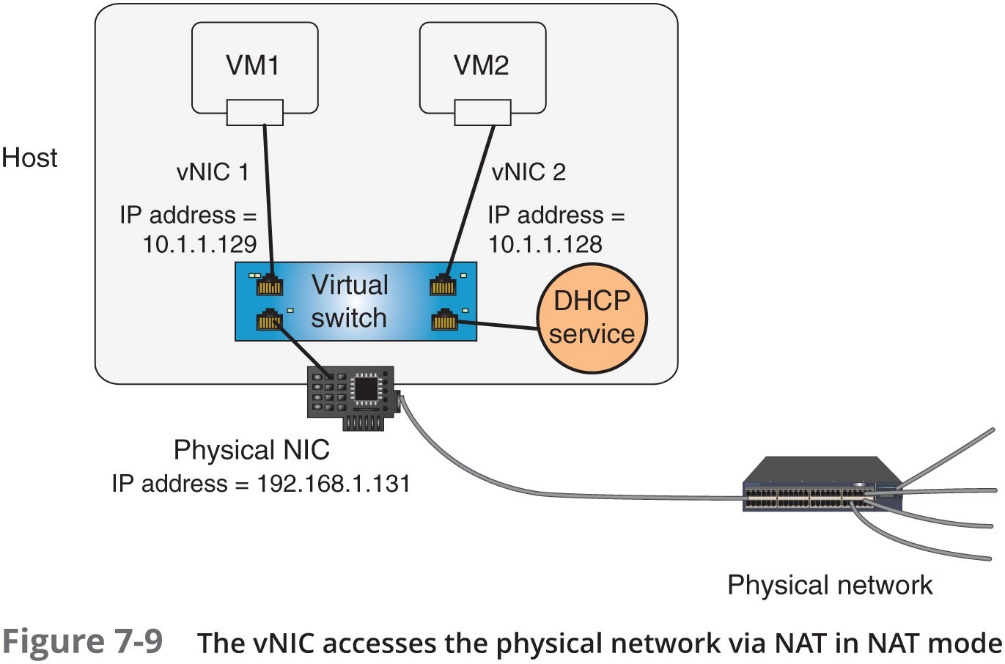 VM1
VM2
Host
vNIC 1
vNIC 2
IP address =
10.1.1.129
IP address =
10.1.1.128
Virtual
switch
DHCP
service
Physical NIC
IP address = 192.168.1.131
Physical network
Figure 7-9 The vNIC accesses the physical network via NAT in NAT mode